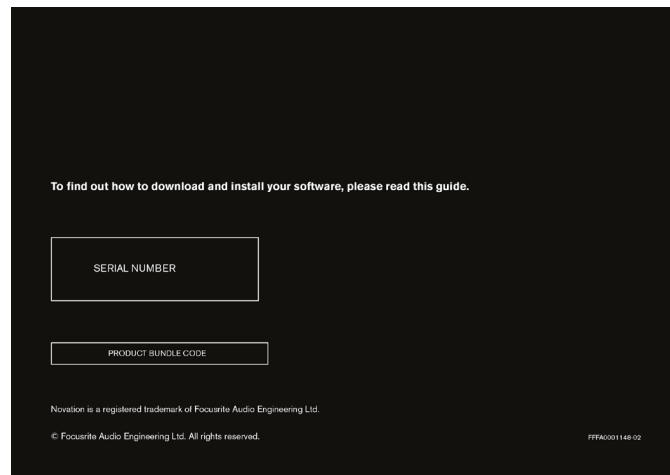 To find out how to download and install your software, please read this guide.
SERIAL NUMBER
PRODUCT BUNDLE CODE
Novation is a registered trademark of Focusrite Audio Engineering Ltd.
© Focusrite Audio Engineering Ltd. All rights reserved.
FFFA0001148-02